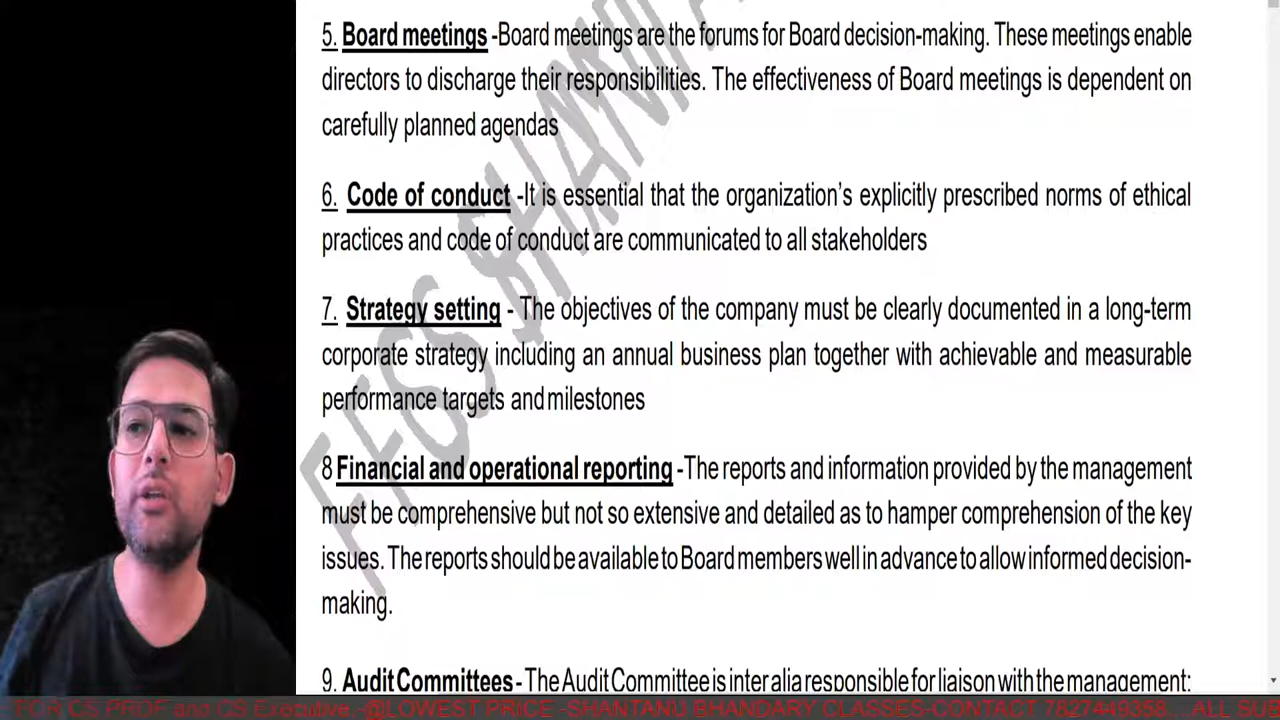 5. Board meetings -Board meetings are the forums for Board decision-making. These meetings enable
directors to discharge their responsibilities. The effectiveness of Board meetings is dependent on
carefully planned agendas
6. Code of conduct -It is essential that the organization's explicitly prescribed norms of ethical
practices and code of conduct are communicated to all stakeholders
7. Strategy setting - The objectives of the company must be clearly documented in a long-term
corporate strategy including an annual business plan together with achievable and measurable
performance targets and milestones
8 Financial and operational reporting -The reports and information provided by the management
must be comprehensive but not so extensive and detailed as to hamper comprehension of the key
issues. The reports should be available to Board members well in advance to allow informed decision-
making.
9. Audit Committees - The Audit Committee is inter alia responsible for liaison with the management;
FOR CS PROF and CS Executive.-@LOWEST PRICE -SHANTANU BHANDARY CLASSES-CONTACT 7827449358... ALL SUB